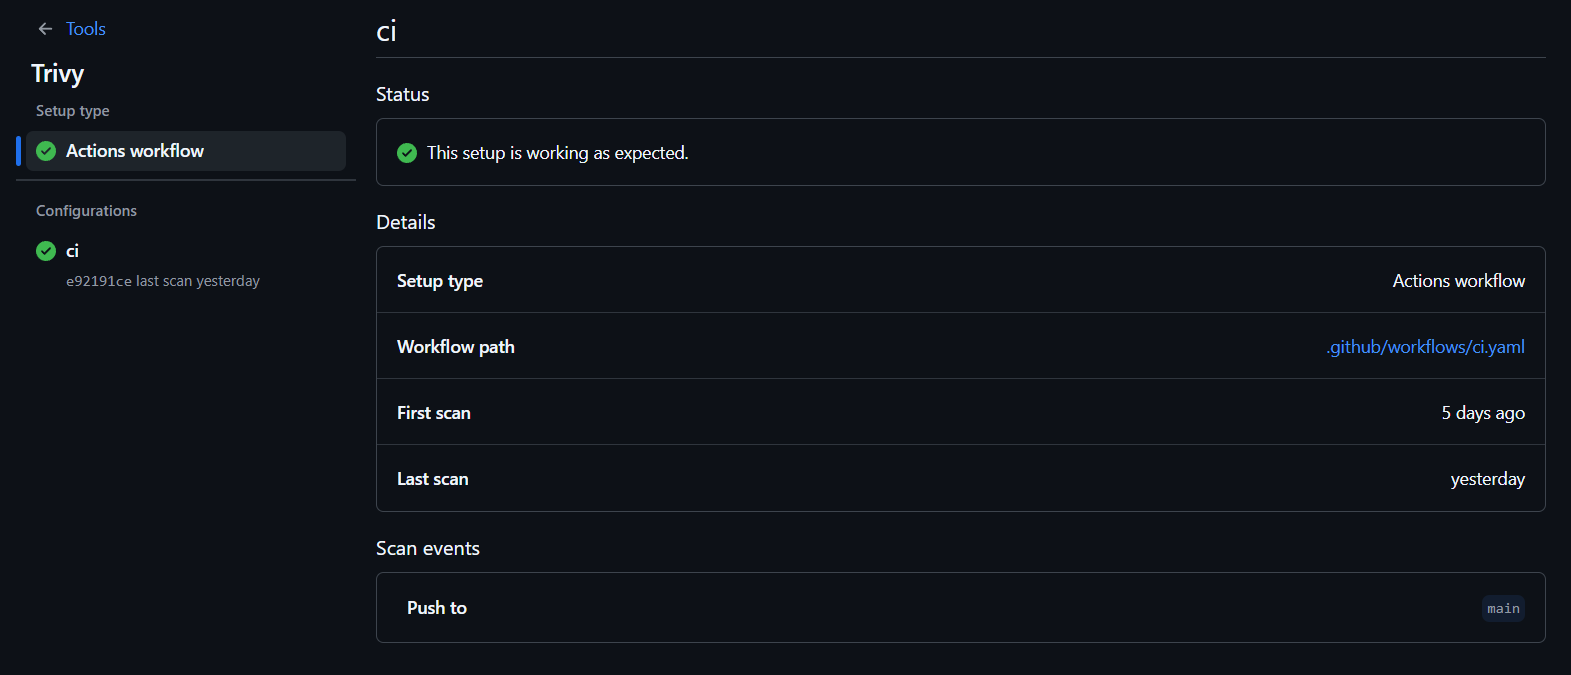 Tools
Trivy
Setup type
Actions workflow
Configurations
ci
e92191ce last scan yesterday
ci
Status
This setup is working as expected.
Details
Setup type Actions workflow
Workflow path .github/workflows/ci.yaml
First scan 5 days ago
Last scan yesterday
Scan events
Push to main